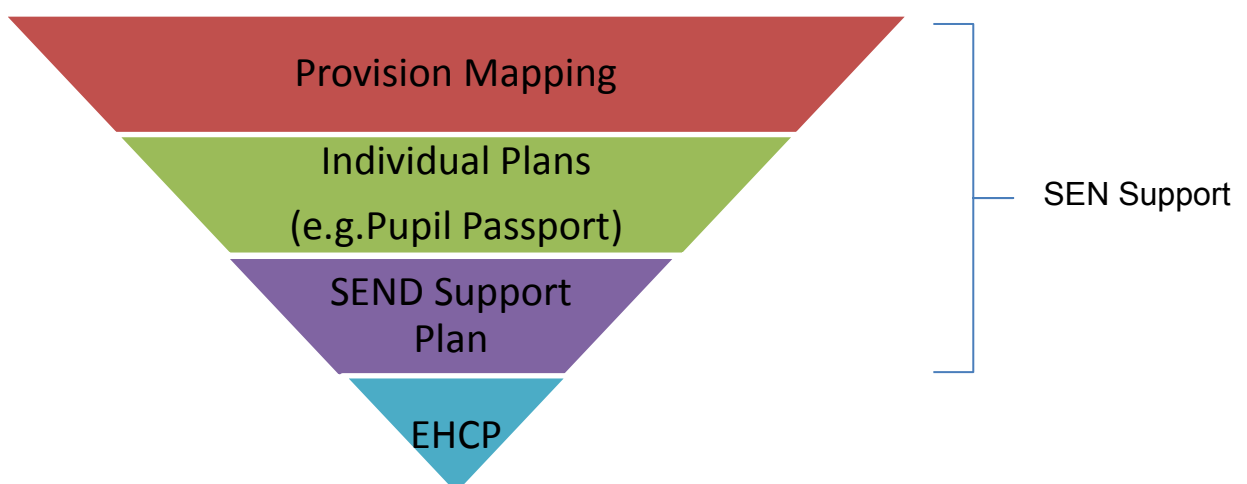 Provision Mapping
Individual Plans
(e.g.Pupil Passport)
SEN Support
SEND Support
Plan
EHCP